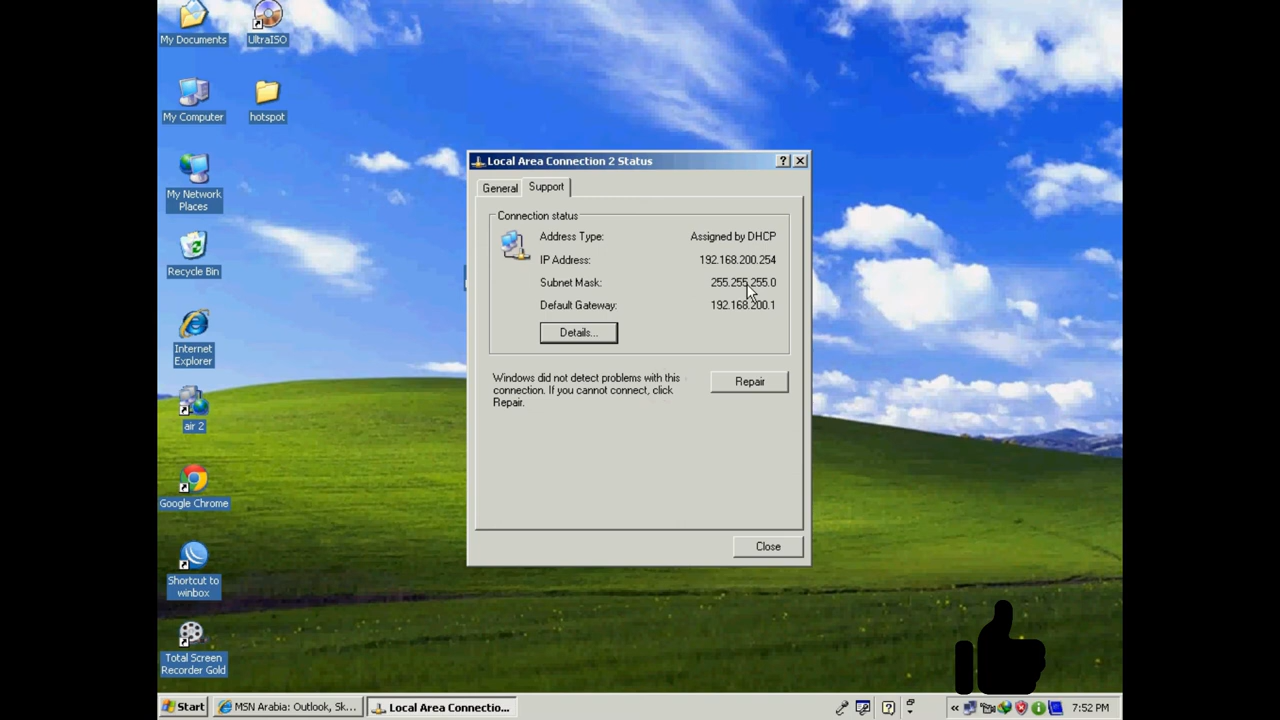 My Documents
UltraISO
My Computer
hotspot
My Network
Places
Recycle Bin
Internet
Explorer
air 2
Google Chrome
Shortcut to
winbox
Total Screen
Recorder Gold
Local Area Connection 2 Status
General
Support
Connection status
Address Type:
Assigned by DHCP
IP Address:
192.168.200.254
Subnet Mask:
255.255.255.0
Default Gateway:
192.168.200.1
Details...
Windows did not detect problems with this
connection. If you cannot connect, click
Repair.
Repair
Close
Start
MSN Arabia: Outlook, Sk...
Local Area Connectio...
7:52 PM